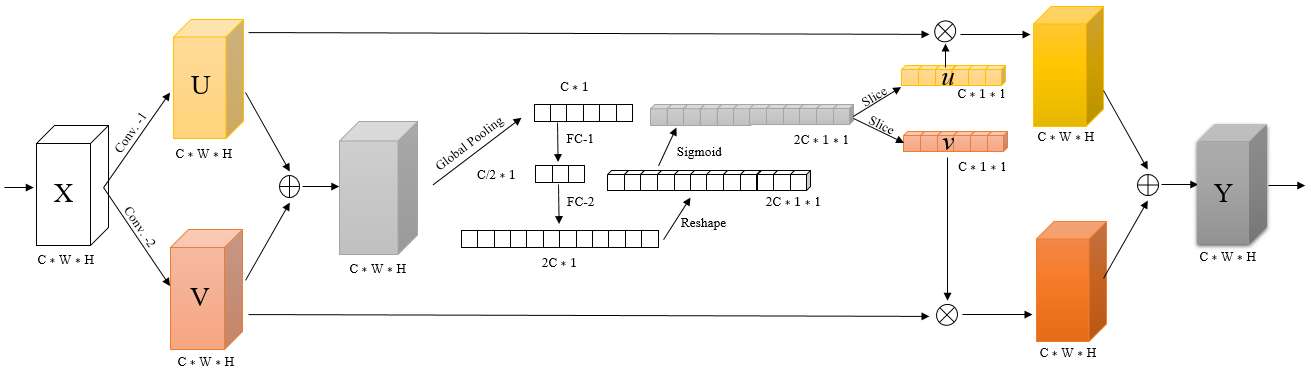 X
C * W * H
Conv. -1
Conv. -2
U
C * W * H
V
C * W * H
C * W * H
Global Pooling
C * 1
FC-1
C/2 * 1
FC-2
2C * 1
Reshape
2C * 1 * 1
Sigmoid
2C * 1 * 1
Slice
Slice
u
C * 1 * 1
v
C * 1 * 1
C * W * H
C * W * H
Y
C * W * H